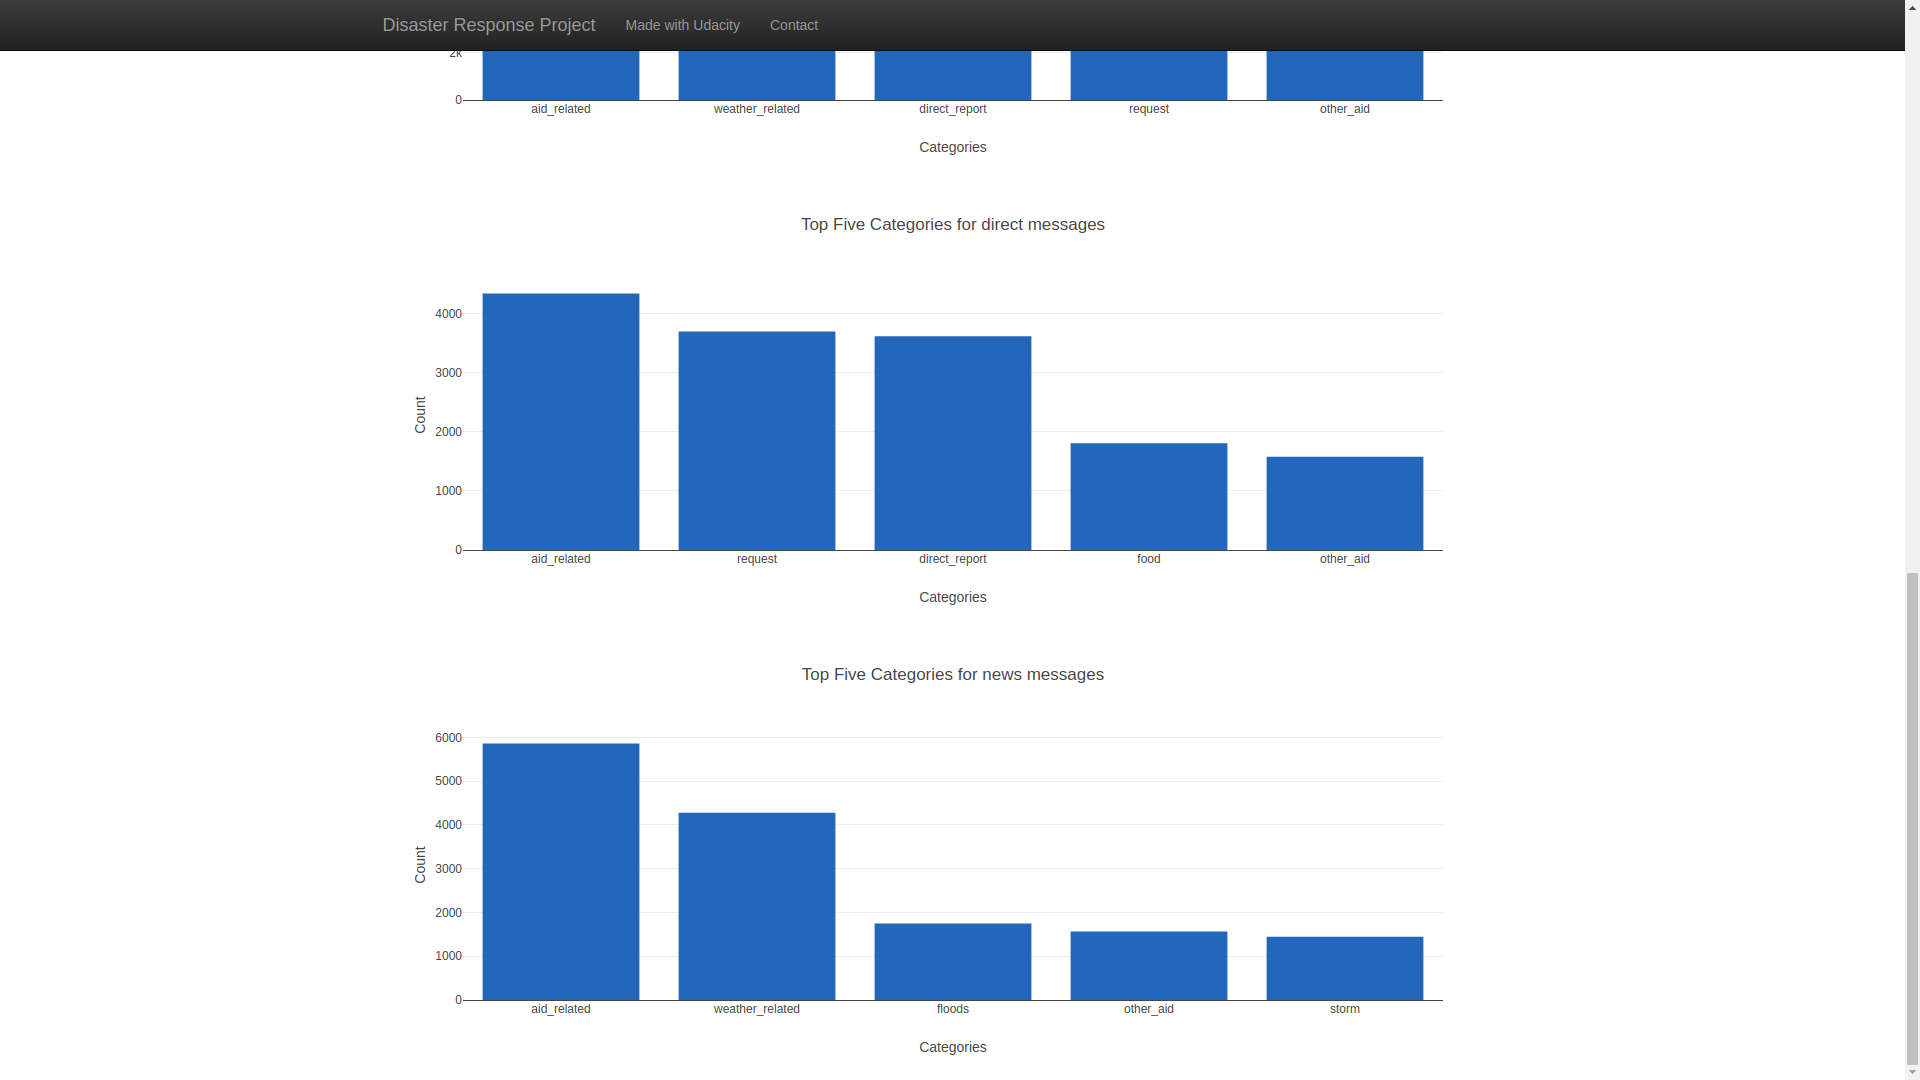 Disaster Response Project Made with Udacity Contact
2k
0
aid_related weather_related direct_report request other_aid
Categories
Top Five Categories for direct messages
4000
3000
Count
2000
1000
0
aid_related request direct_report food other_aid
Categories
Top Five Categories for news messages
6000
5000
4000
Count
3000
2000
1000
0
aid_related weather_related floods other_aid storm
Categories